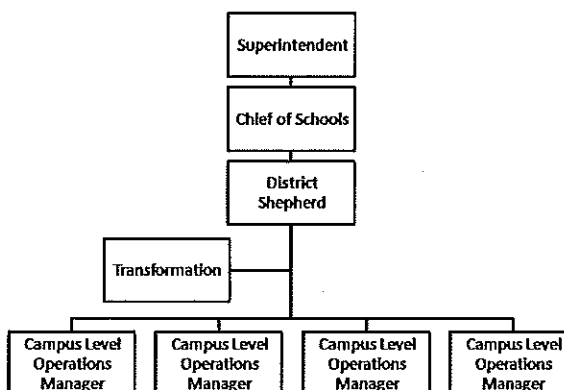 Superintendent
Chief of Schools
District
Shepherd
Transformation
Campus Level
Operations
Manager
Campus Level
Operations
Manager
Campus Level
Operations
Manager
Campus Level
Operations
Manager